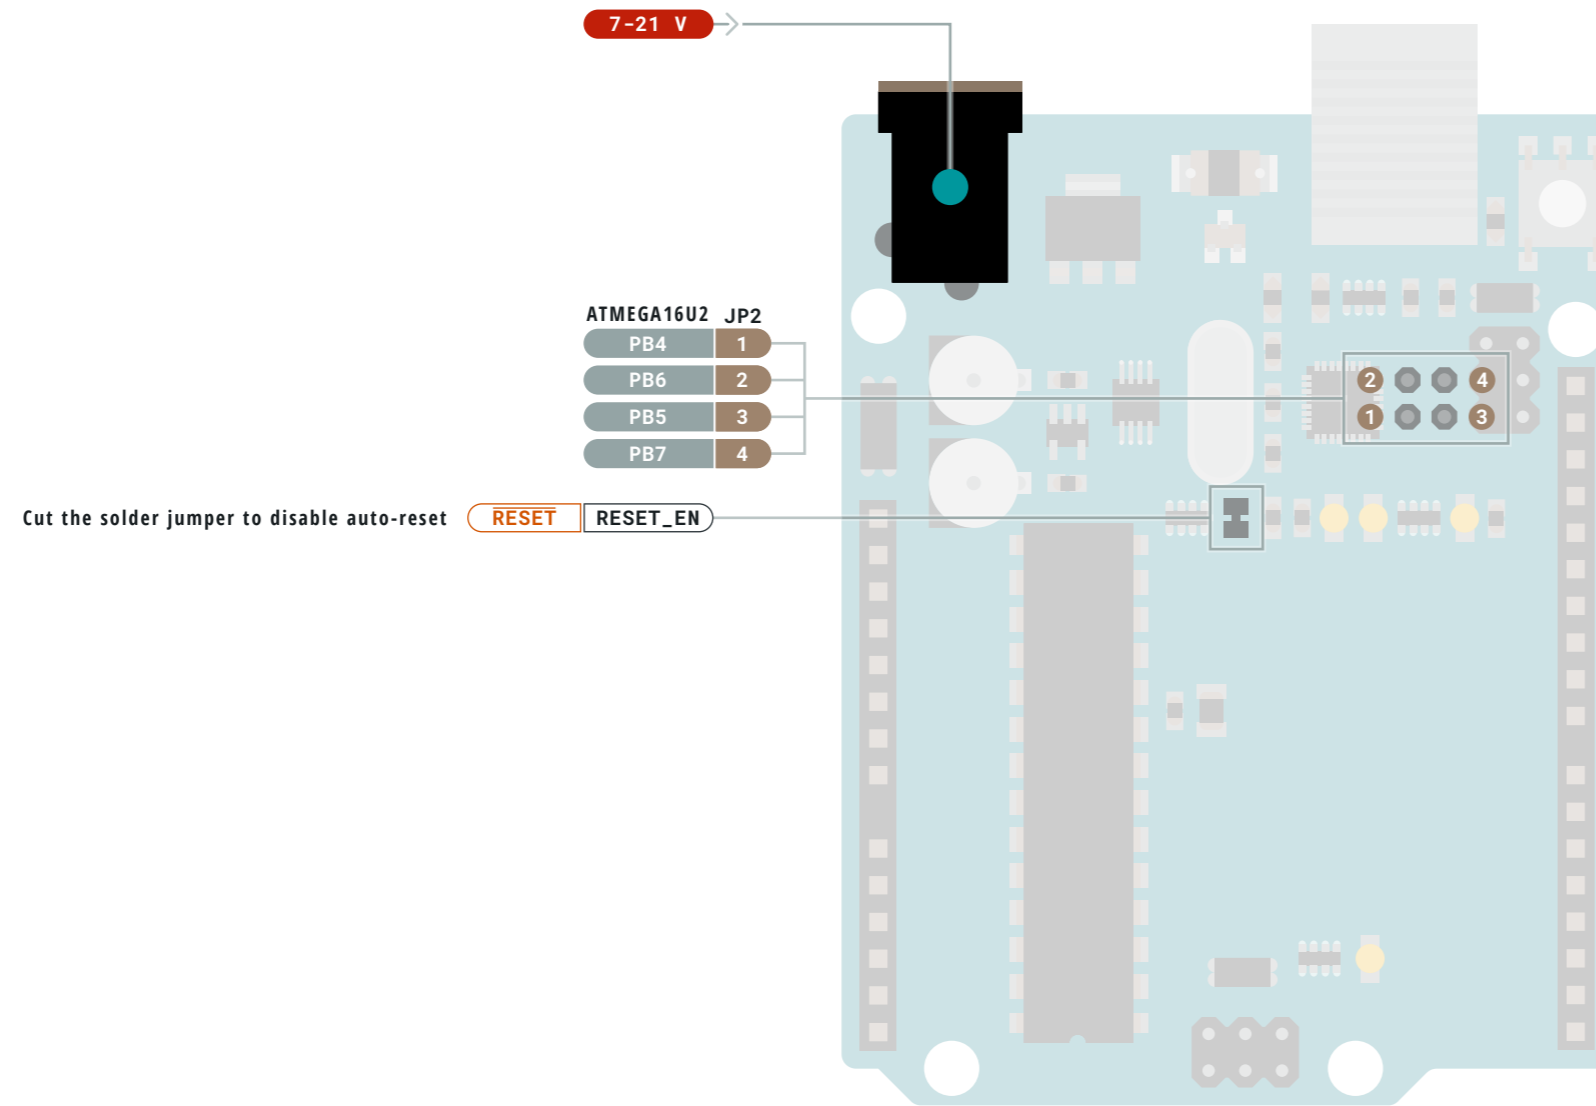 7-21 V
ATMEGA16U2 JP2
PB4 1
PB6 2
PB5 3
PB7 4
2 4
1 3
Cut the solder jumper to disable auto-reset RESET RESET_EN